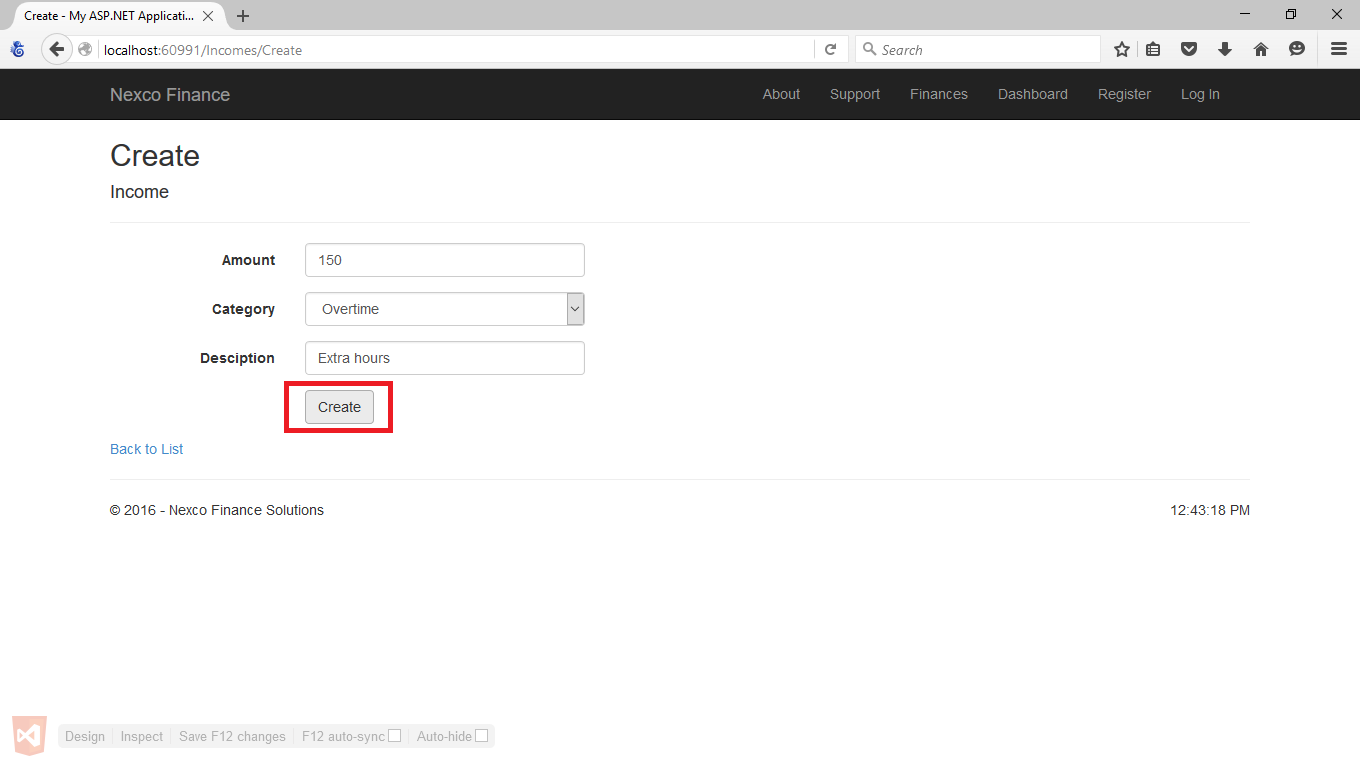 Create - My ASP.NET Applicati...
localhost:60991/Incomes/Create
Search
Nexco Finance
About Support Finances Dashboard Register Log In
Create
Income
Amount 150
Category Overtime
Desciption Extra hours
Create
Back to List
© 2016 - Nexco Finance Solutions 12:43:18 PM
Design Inspect Save F12 changes F12 auto-sync Auto-hide